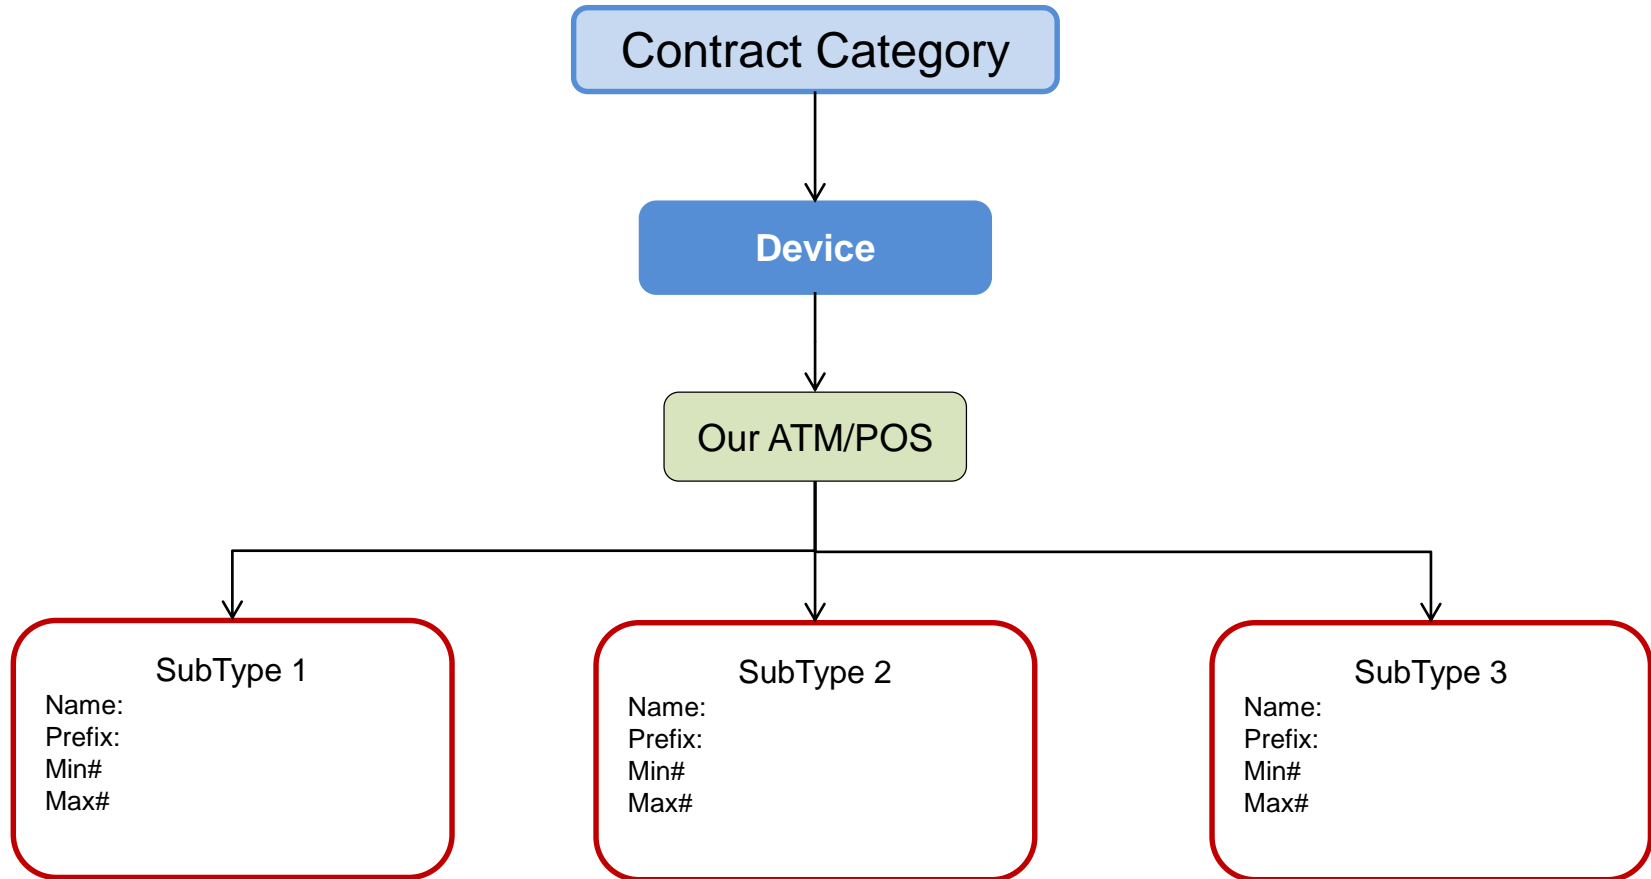 Contract Category
Device
Our ATM/POS
SubType 1
Name:
Prefix:
Min#
Max#
SubType 2
Name:
Prefix:
Min#
Max#
SubType 3
Name:
Prefix:
Min#
Max#